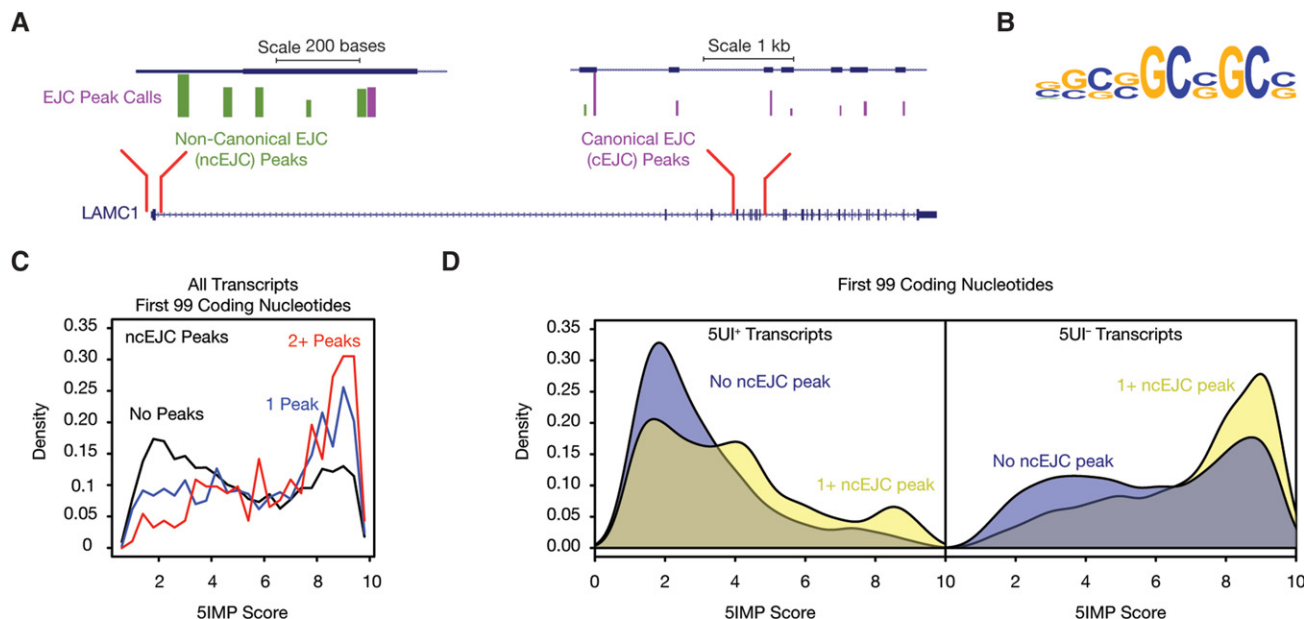 A
Scale 200 bases
Scale 1 kb
EJC Peak Calls
Non-Canonical EJC
(ncEJC) Peaks
Canonical EJC
(cEJC) Peaks
LAMC1
B
GGCGGCCGCC
CCGC G G
C
All Transcripts
First 99 Coding Nucleotides
ncEJC Peaks
2+ Peaks
1 Peak
No Peaks
Density
0.35
0.30
0.25
0.20
0.15
0.10
0.05
0
2 4 6 8 10
5IMP Score
D
First 99 Coding Nucleotides
5UI⁺ Transcripts
5UI⁻ Transcripts
No ncEJC peak
1+ ncEJC peak
1+ ncEJC peak
No ncEJC peak
Density
0.35
0.30
0.25
0.20
0.15
0.10
0.05
0.00
0 2 4 6 8 10 2 4 6 8 10
5IMP Score
5IMP Score